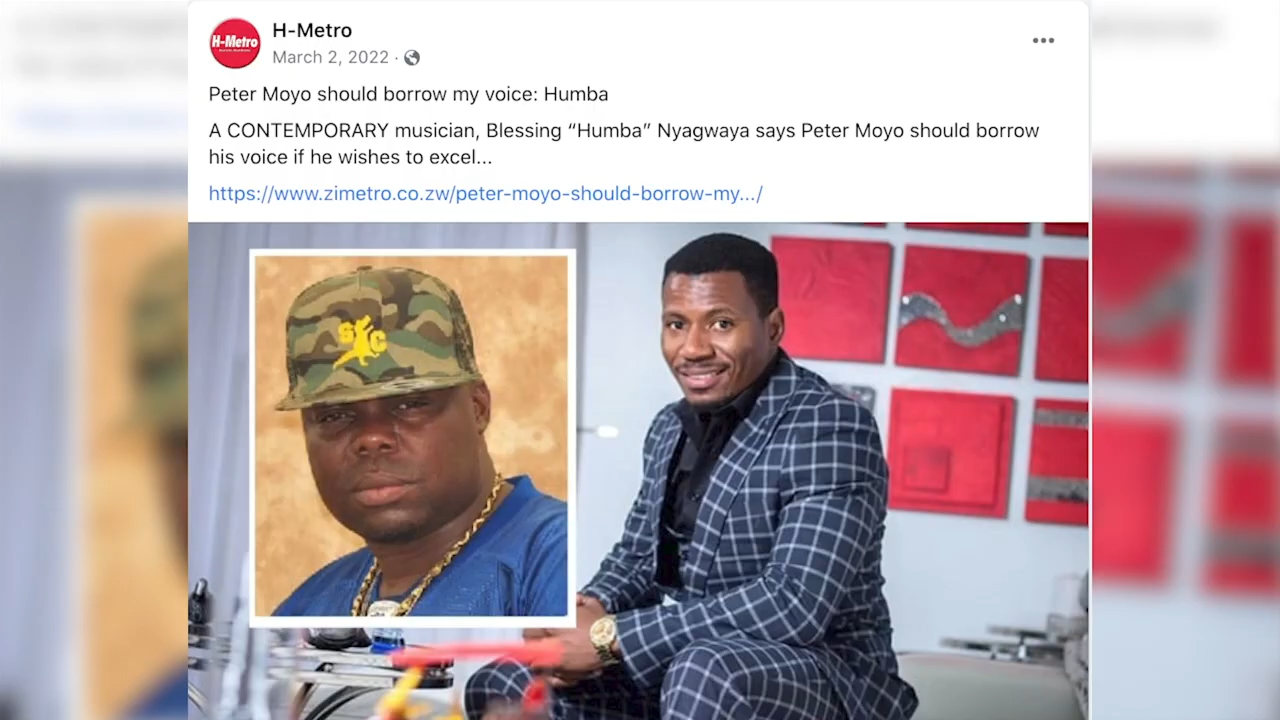 H-Metro
H-Metro
March 2, 2022 ·
Peter Moyo should borrow my voice: Humba
A CONTEMPORARY musician, Blessing “Humba” Nyagwaya says Peter Moyo should borrow
his voice if he wishes to excel...
https://www.zimetro.co.zw/peter-moyo-should-borrow-my.../
SFC